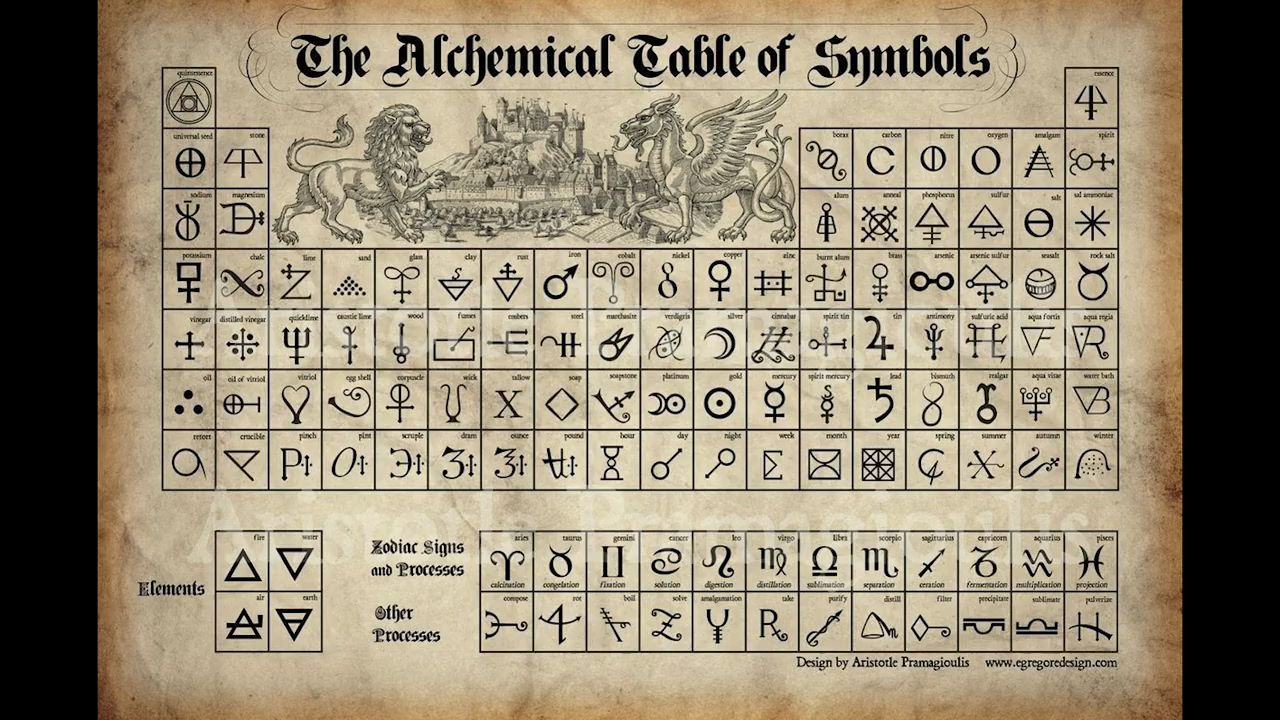 The Alchemical Table of Symbols
quintessence essence
universal seed stone borax carbon nitre oxygen amalgam spirit
sodium magnesium alum anneal phosphorus sulfur salt sal ammoniac
potassium chalc lime sand glas clay rust iron cobalt nickel copper zinc burnt alum brass arsenic arsenic sulfur seasalt rock salt
vinegar distilled vinegar quicklime caustic lime wood fumes embers steel marchasite verdigris silver cinnabar spirit tin tin antimony sulfuric acid aqua fortis aqua regia
oil oil of vitriol vitriol egg shell corpuscle wick tallow soap soapstone platinum gold mercury spirit mercury lead bismuth realgar aqua vitae water bath
retort crucible pinch pint scruple dram ounce pound hour day night week month year spring summer autumn winter
Elements
fire water
air earth
Zodiac Signs
and Processes
aries taurus gemini cancer leo virgo libra scorpio sagittarius capricorn aquarius pisces
calcination congelation fixation solution digestion distillation sublimation separation ceration fermentation multiplication projection
Other
Processes
compose rot boil solve amalgamation take purify distill filter precipitate sublimate pulverize
Design by Aristotle Pramagioulis www.egregoredesign.com
Aristotle Pramagioulis